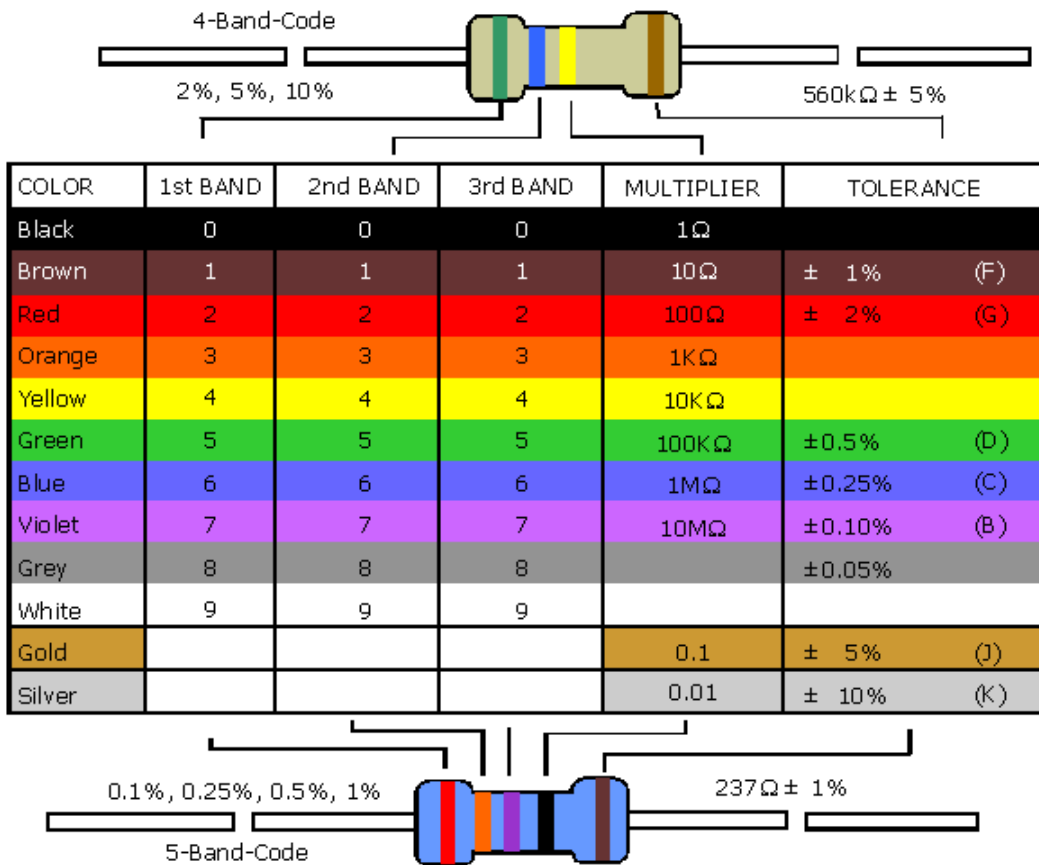 4-Band-Code
2%, 5%, 10%
560kΩ ± 5%
COLOR 1st BAND 2nd BAND 3rd BAND MULTIPLIER TOLERANCE
Black 0 0 0 1Ω
Brown 1 1 1 10Ω ± 1% (F)
Red 2 2 2 100Ω ± 2% (G)
Orange 3 3 3 1KΩ
Yellow 4 4 4 10KΩ
Green 5 5 5 100KΩ ±0.5% (D)
Blue 6 6 6 1MΩ ±0.25% (C)
Violet 7 7 7 10MΩ ±0.10% (B)
Grey 8 8 8 ±0.05%
White 9 9 9
Gold 0.1 ± 5% (J)
Silver 0.01 ± 10% (K)
0.1%, 0.25%, 0.5%, 1%
237Ω ± 1%
5-Band-Code